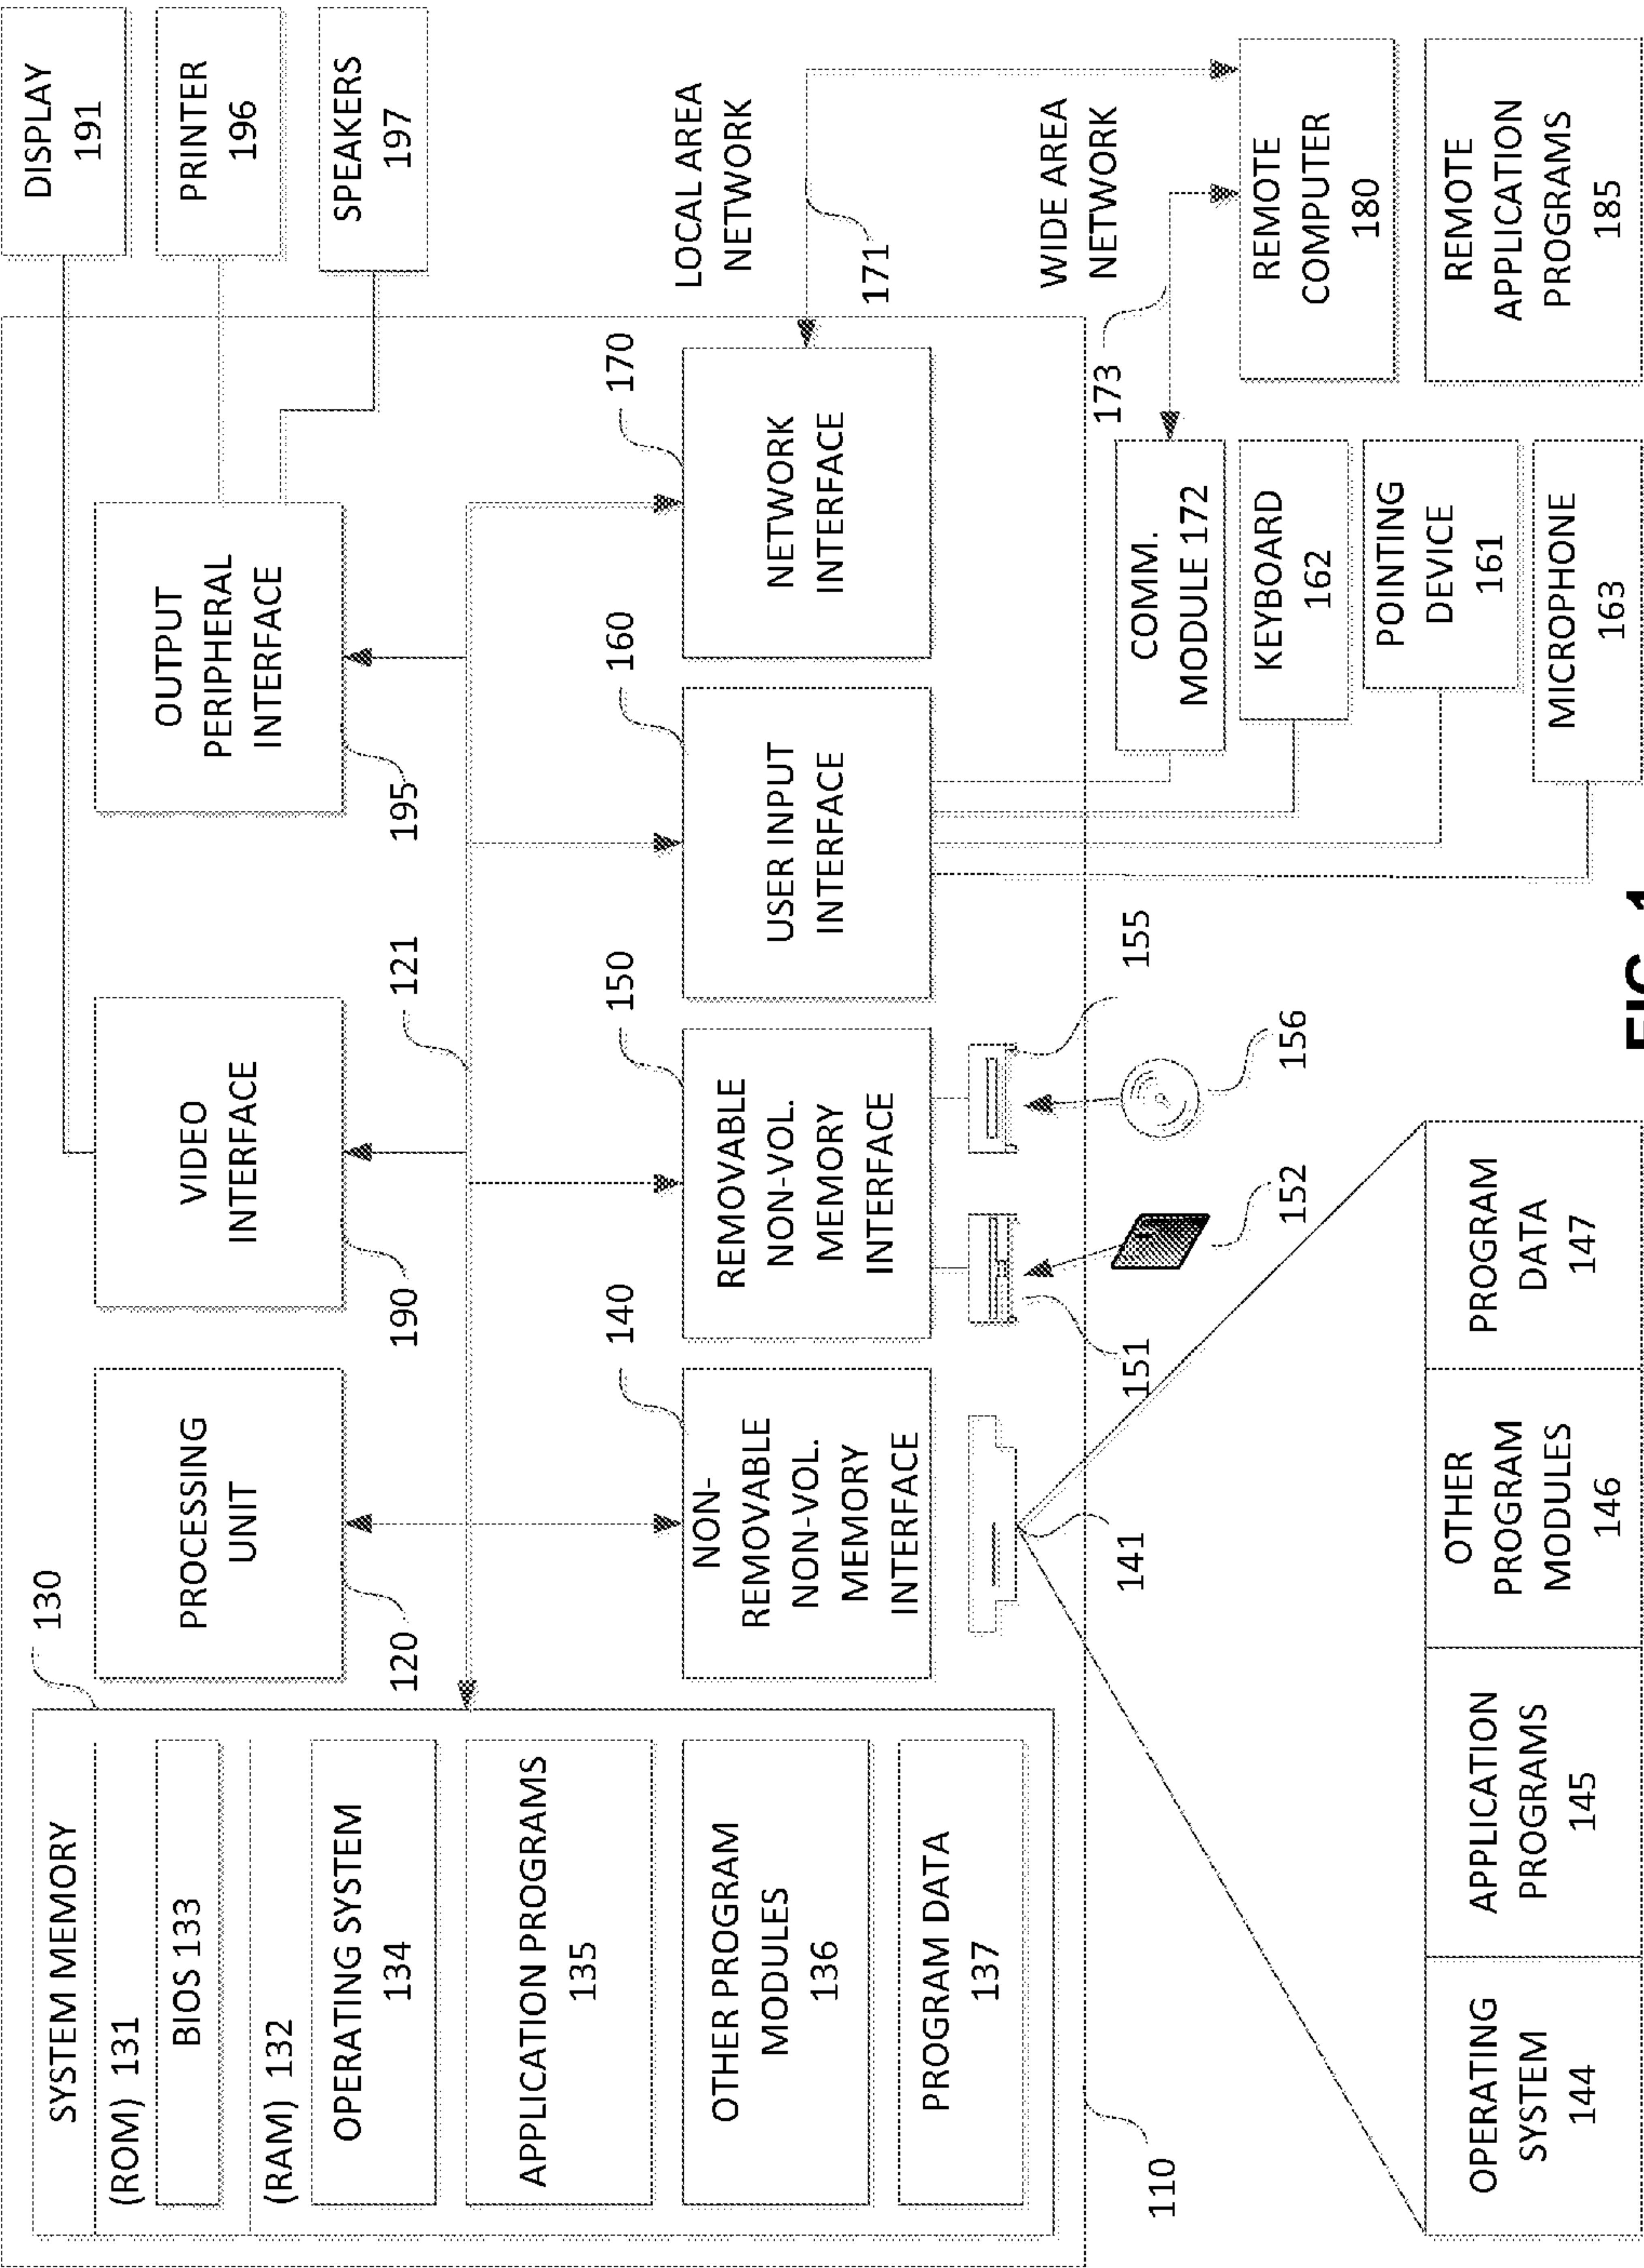 SYSTEM MEMORY
(ROM) 131
BIOS 133
(RAM) 132
OPERATING SYSTEM
134
APPLICATION PROGRAMS
135
OTHER PROGRAM
MODULES
136
PROGRAM DATA
137
130
110
PROCESSING
UNIT
120
VIDEO
INTERFACE
190
121
OUTPUT
PERIPHERAL
INTERFACE
195
DISPLAY
191
PRINTER
196
SPEAKERS
197
NON-
REMOVABLE
NON-VOL.
MEMORY
INTERFACE
140
REMOVABLE
NON-VOL.
MEMORY
INTERFACE
150
USER INPUT
INTERFACE
160
NETWORK
INTERFACE
170
LOCAL AREA
NETWORK
171
WIDE AREA
NETWORK
173
141
151
152
155
156
COMM.
MODULE 172
KEYBOARD
162
POINTING
DEVICE
161
MICROPHONE
163
REMOTE
COMPUTER
180
REMOTE
APPLICATION
PROGRAMS
185
OPERATING
SYSTEM
144
APPLICATION
PROGRAMS
145
OTHER
PROGRAM
MODULES
146
PROGRAM
DATA
147
FIG. 1